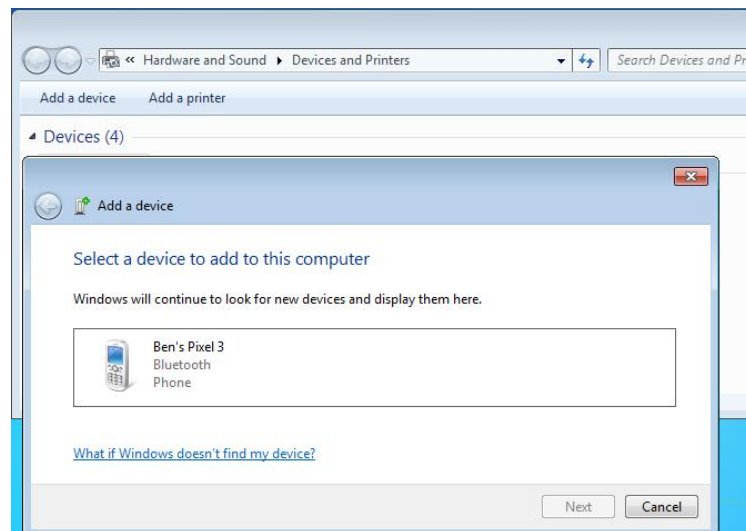 « Hardware and Sound ▸ Devices and Printers
Search Devices and Pr
Add a device Add a printer
Devices (4)
Add a device
Select a device to add to this computer
Windows will continue to look for new devices and display them here.
Ben's Pixel 3
Bluetooth
Phone
What if Windows doesn't find my device?
Next Cancel